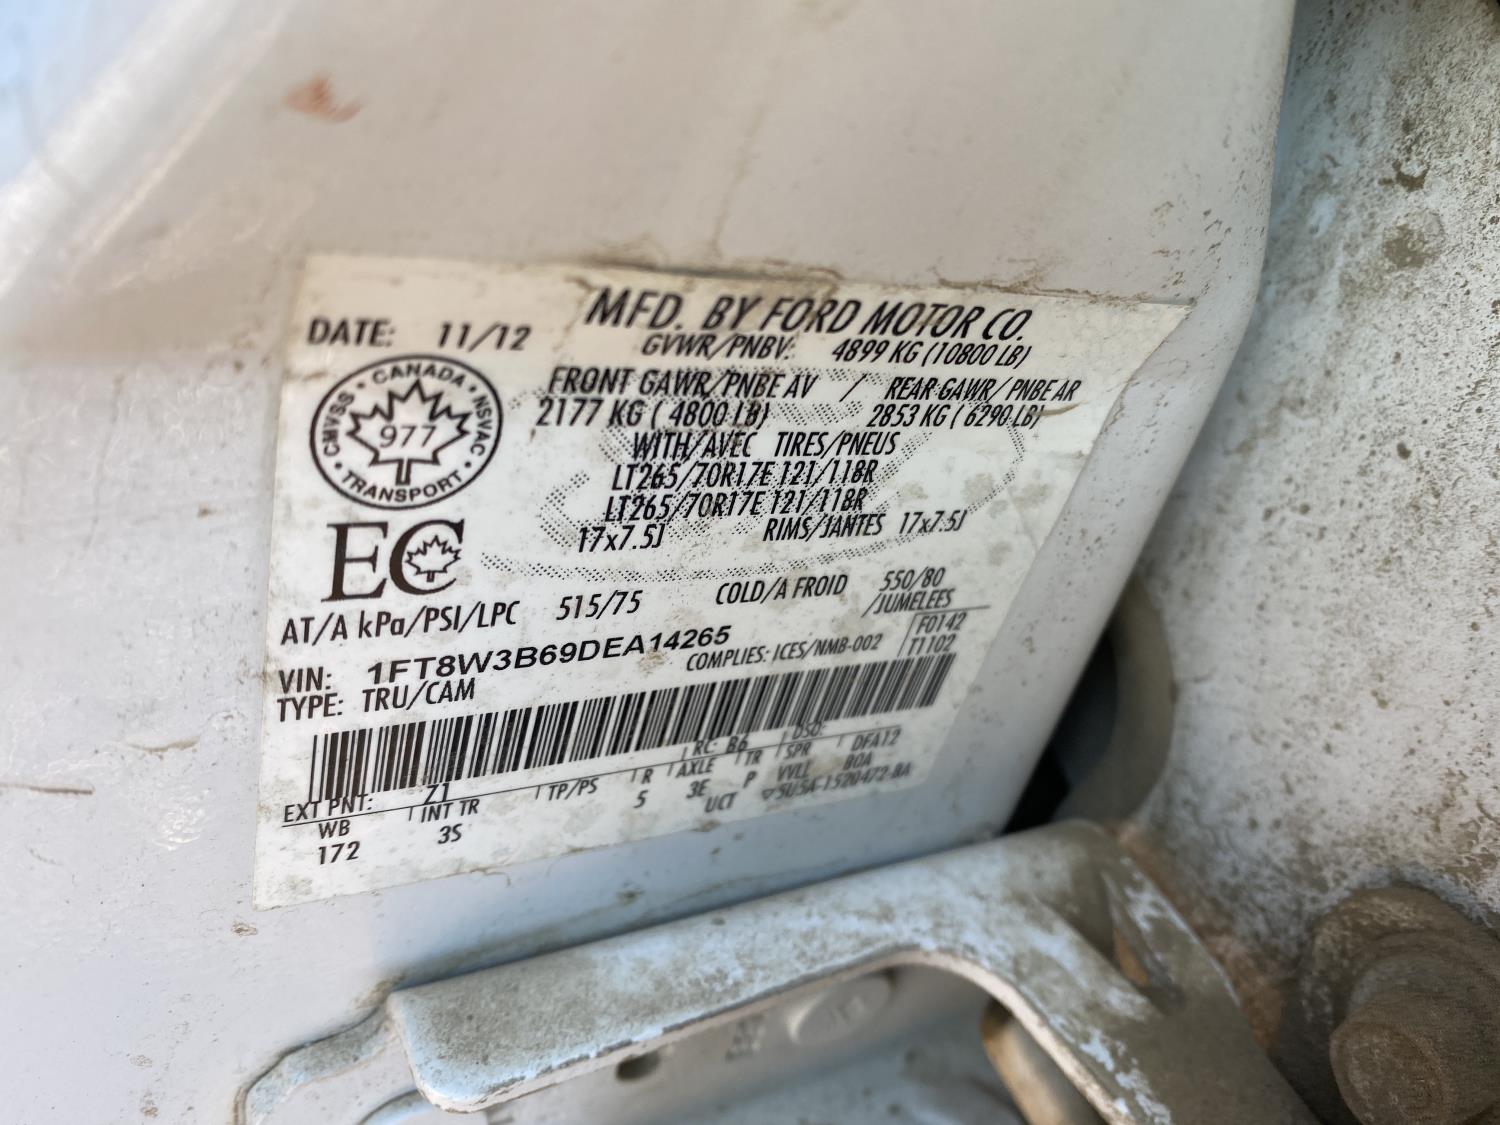 MFD. BY FORD MOTOR CO.
DATE: 11/12
GVWR/PNBV: 4899 KG (10800 LB)
FRONT GAWR/PNBE AV / REAR GAWR/PNBE AR
2177 KG (4800 LB) 2853 KG (6290 LB)
WITH/AVEC TIRES/PNEUS
LT265/70R17E 121/118R
LT265/70R17E 121/118R
17x7.5J RIMS/JANTES 17x7.5J
CANADA
CMVSS NSVAC
977
TRANSPORT
EC
AT/A kPa/PSI/LPC 515/75 COLD/A FROID 550/80
/JUMELEES
VIN: 1FT8W3B69DEA14265
COMPLIES: ICES/NMB-002
F0142
T1102
TYPE: TRU/CAM
RC: B6 DSO:
EXT PNT: Z1
WB INT TR TP/PS R AXLE TR SPR DFA12
172 3S 5 3E P VVLL BOA
UCT 5U5A-1520472-BA